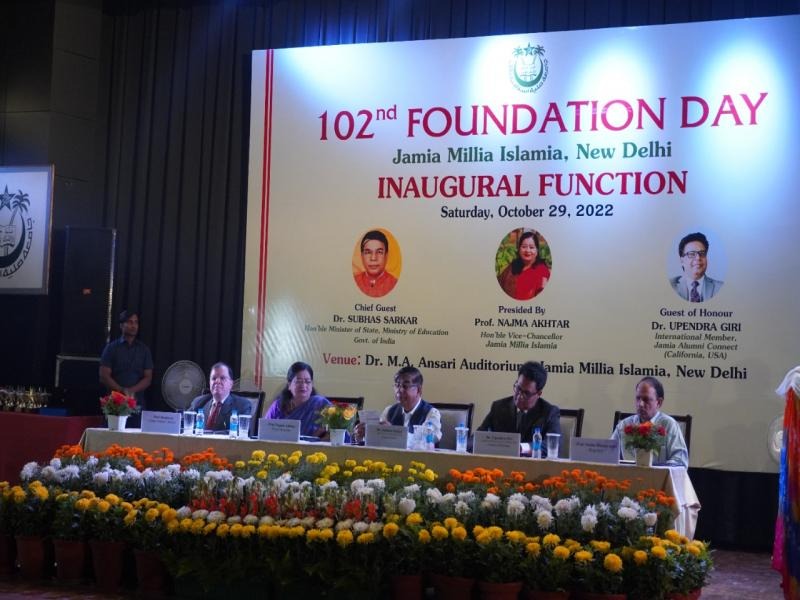 102nd FOUNDATION DAY
Jamia Millia Islamia, New Delhi
INAUGURAL FUNCTION
Saturday, October 29, 2022
Chief Guest
Dr. SUBHAS SARKAR
Hon'ble Minister of State, Ministry of Education
Govt. of India
Presided By
Prof. NAJMA AKHTAR
Hon'ble Vice-Chancellor
Jamia Millia Islamia
Guest of Honour
Dr. UPENDRA GIRI
International Member,
Jamia Alumni Connect
(California, USA)
Venue: Dr. M.A. Ansari Auditorium, Jamia Millia Islamia, New Delhi
جامعہ ملیہ اسلامیہ